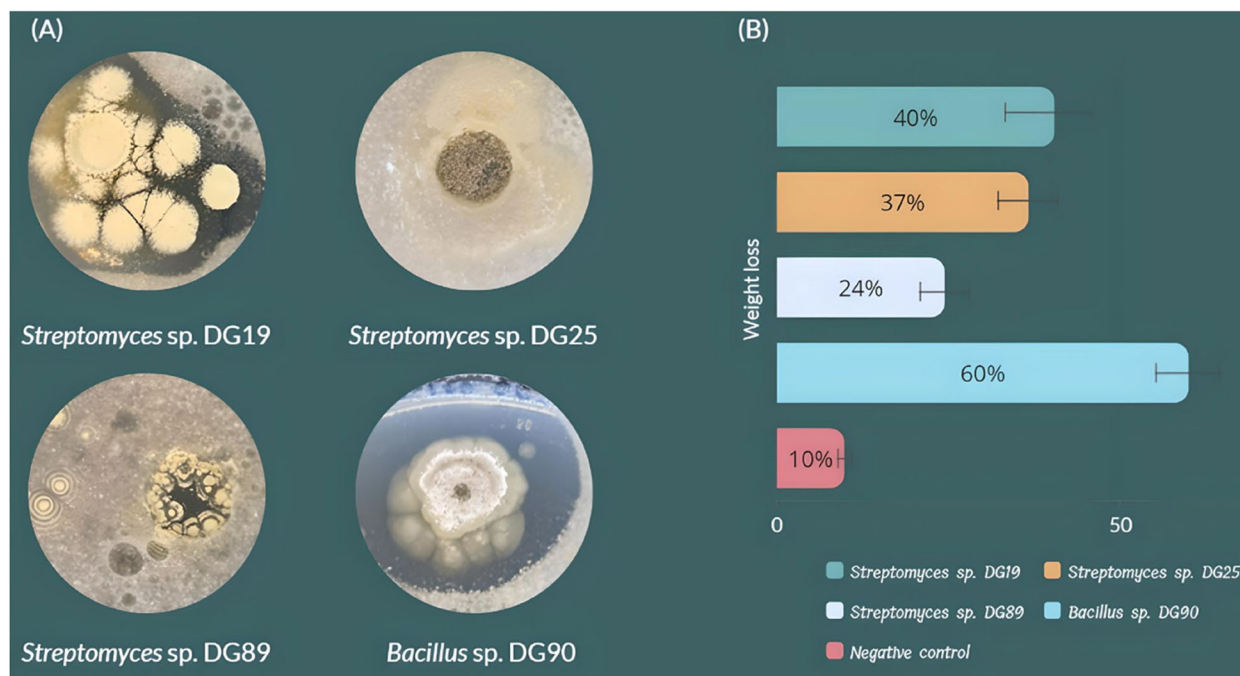 (A)
Streptomyces sp. DG19
Streptomyces sp. DG25
Streptomyces sp. DG89
Bacillus sp. DG90
(B)
Weight loss
40%
37%
24%
60%
10%
0
50
Streptomyces sp. DG19
Streptomyces sp. DG25
Streptomyces sp. DG89
Bacillus sp. DG90
Negative control